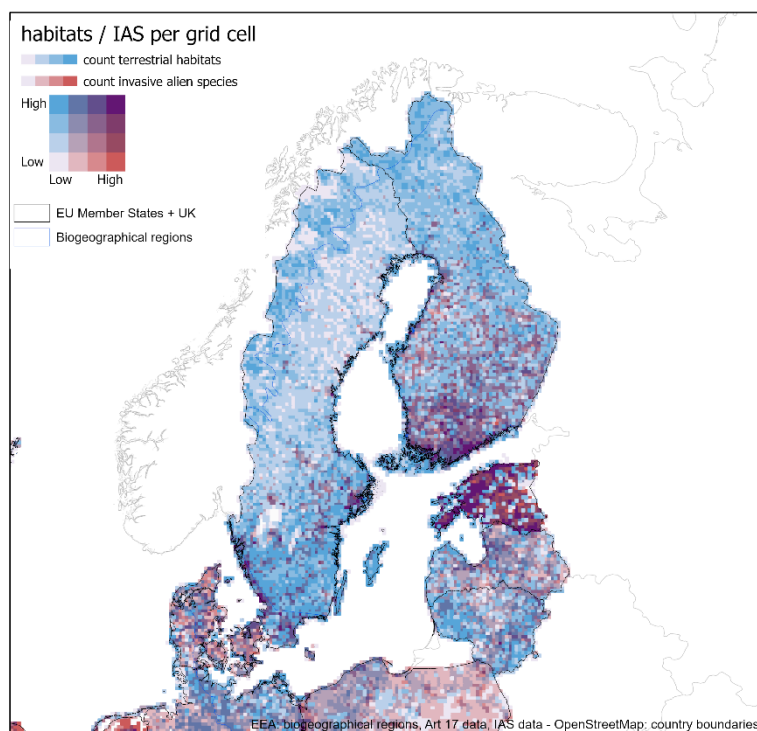 habitats / IAS per grid cell
count terrestrial habitats
count invasive alien species
High
Low
Low High
EU Member States + UK
Biogeographical regions
EEA: biogeographical regions, Art 17 data, IAS data - OpenStreetMap: country boundaries